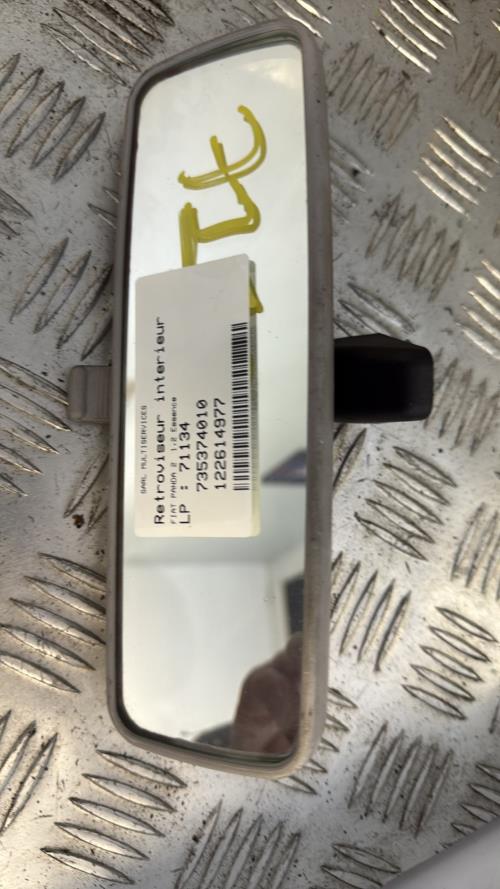 SARL MULTISERVICES
Retroviseur interieur
FIAT PANDA 2 1.2 Essence
LP : 71134
735374010
122614977